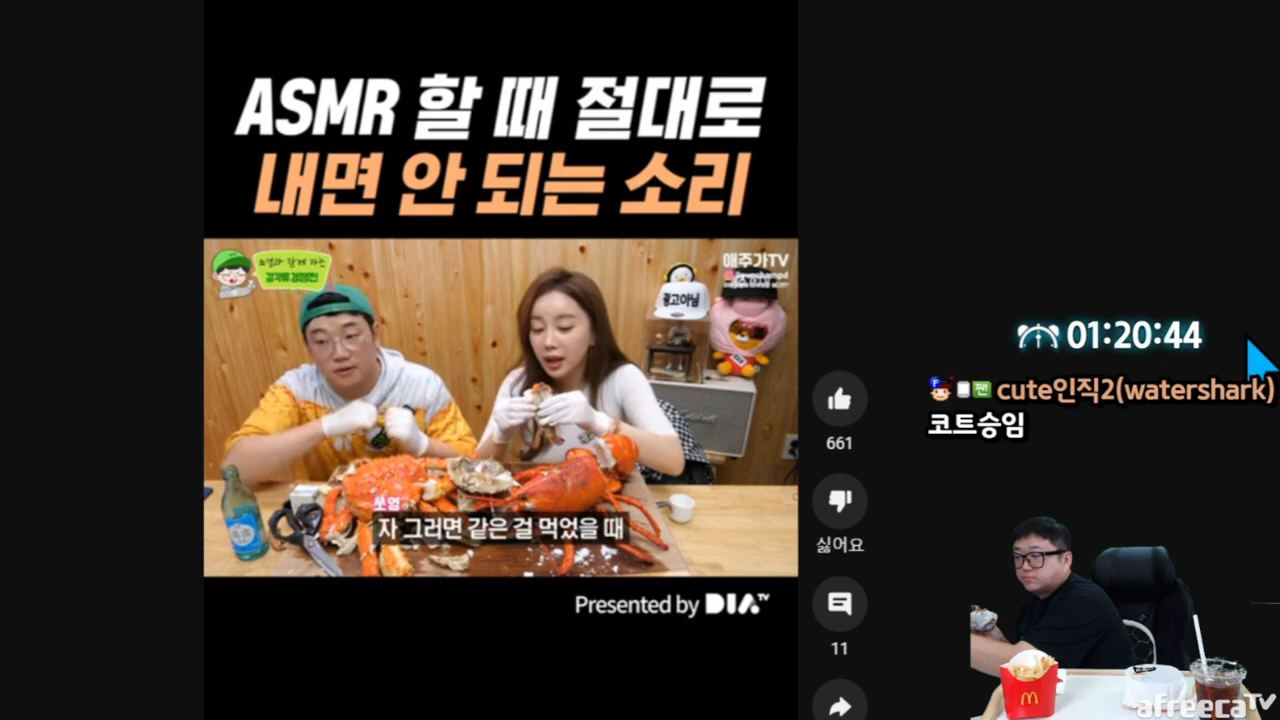 ASMR 할 때 절대로
내면 안 되는 소리
애주가TV
광고아님
쏘영
자 그러면 같은 걸 먹었을 때
Presented by DIA TV
661
싫어요
11
01:20:44
팬 cute인직2(watershark)
코트승임
afreecaTV